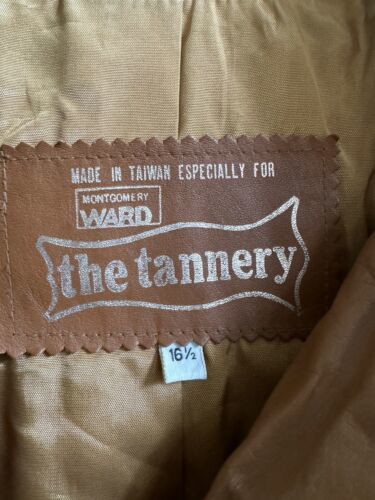 MADE IN TAIWAN ESPECIALLY FOR
MONTGOMERY
WARD
the tannery
16½